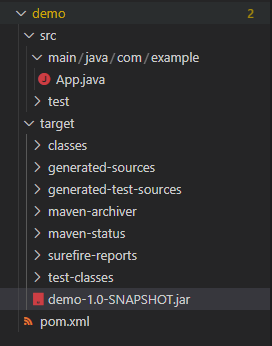 demo 2
src
main/java/com/example
App.java
test
target
classes
generated-sources
generated-test-sources
maven-archiver
maven-status
surefire-reports
test-classes
demo-1.0-SNAPSHOT.jar
pom.xml